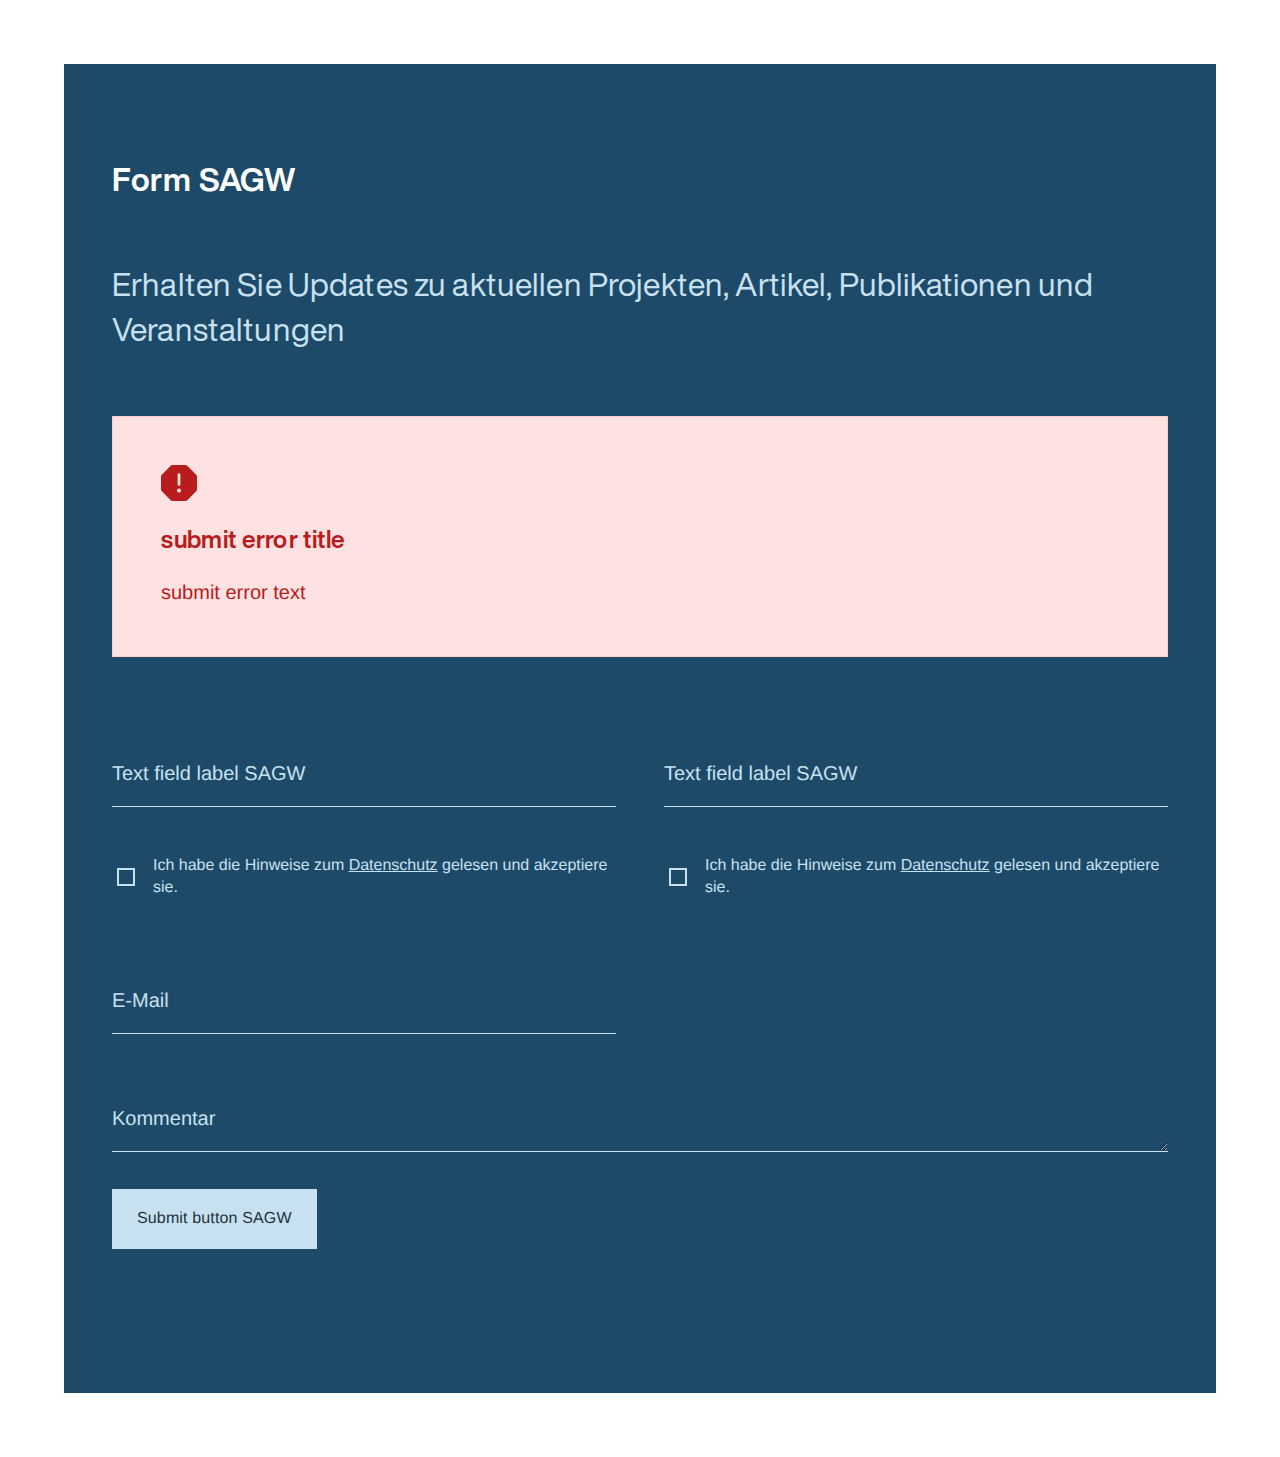 Form SAGW
Erhalten Sie Updates zu aktuellen Projekten, Artikel, Publikationen und
Veranstaltungen
submit error title
submit error text
Text field label SAGW
Text field label SAGW
Ich habe die Hinweise zum Datenschutz gelesen und akzeptiere
sie.
Ich habe die Hinweise zum Datenschutz gelesen und akzeptiere
sie.
E-Mail
Kommentar
Submit button SAGW